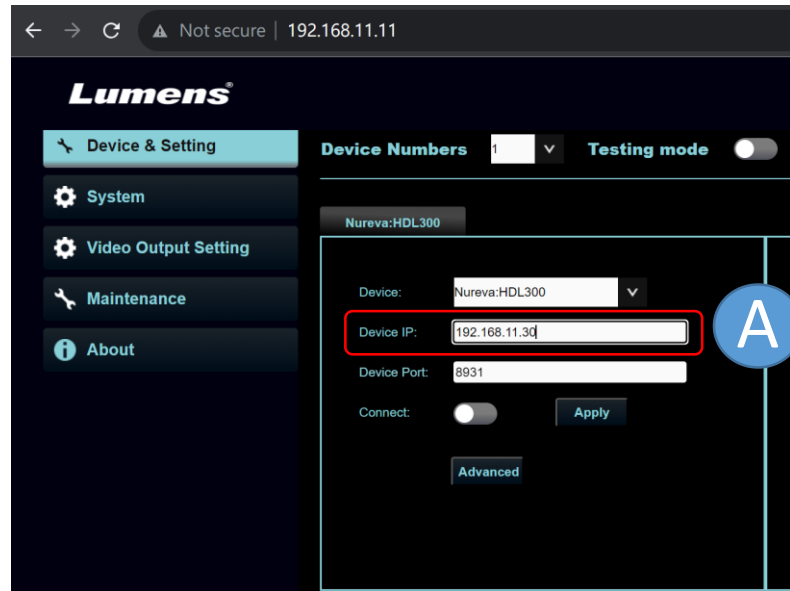 Not secure | 192.168.11.11
Lumens®
Device & Setting
System
Video Output Setting
Maintenance
About
Device Numbers 1 Testing mode
Nureva:HDL300
Device: Nureva:HDL300
Device IP: 192.168.11.30
A
Device Port: 8931
Connect: Apply
Advanced